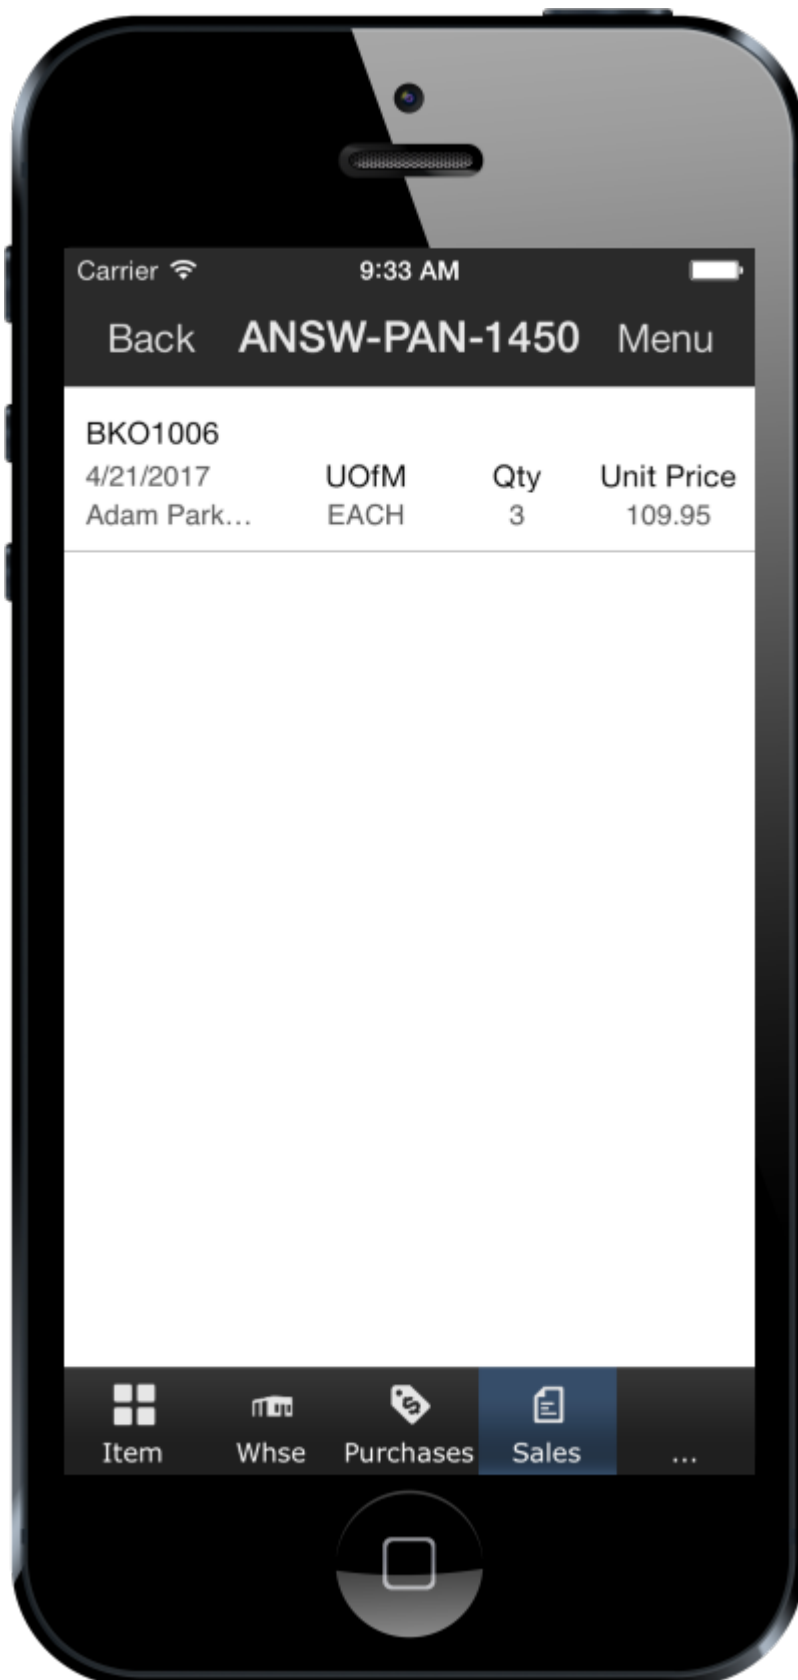 Carrier 9:33 AM
Back ANSW-PAN-1450 Menu
BKO1006
4/21/2017 UOfM Qty Unit Price
Adam Park... EACH 3 109.95
Item Whse Purchases Sales ...